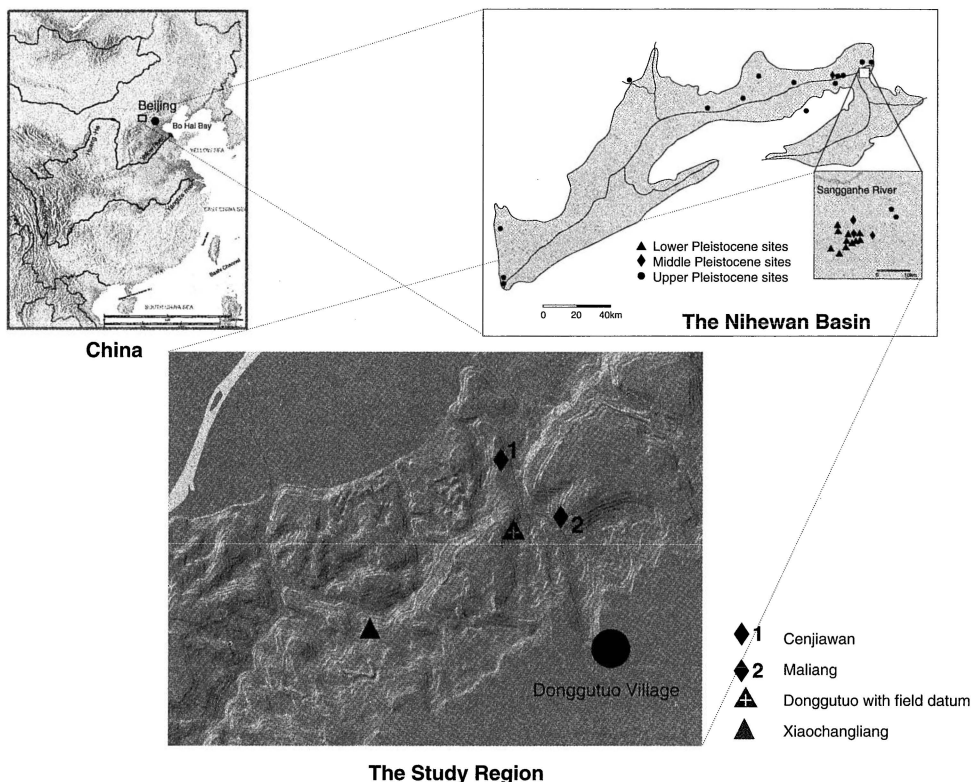 Beijing
Bo Hai Bay
YELLOW SEA
EAST CHINA SEA
SOUTH CHINA SEA
China
Sangganhe River
0 10km
Lower Pleistocene sites
Middle Pleistocene sites
Upper Pleistocene sites
0 20 40km
The Nihewan Basin
1
2
Donggutuo Village
1 Cenjiawan
2 Maliang
Donggutuo with field datum
Xiaochangliang
The Study Region